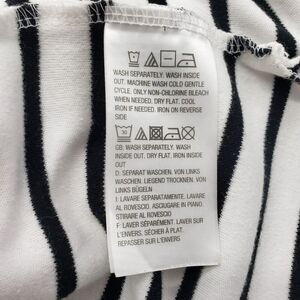 WASH SEPARATELY. WASH INSIDE
OUT. MACHINE WASH COLD GENTLE
CYCLE. ONLY NON-CHLORINE BLEACH
WHEN NEEDED. DRY FLAT. COOL
IRON IF NEEDED. IRON ON REVERSE
SIDE
30
GB: WASH SEPARATELY. WASH INSIDE
OUT. DRY FLAT. IRON INSIDE OUT.
D: SEPARAT WASCHEN. VON LINKS
WASCHEN. LIEGEND TROCKNEN. VON
LINKS BÜGELN
I: LAVARE SEPARATAMENTE. LAVARE
AL ROVESCIO. ASCIUGARE IN PIANO.
STIRARE AL ROVESCIO
F: LAVER SÉPARÉMENT. LAVER SUR
L'ENVERS. SÉCHER À PLAT.
REPASSER SUR L'ENVERS